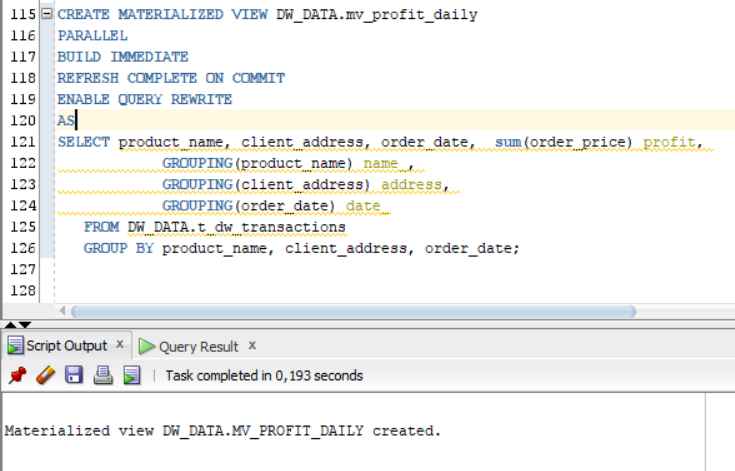 115 CREATE MATERIALIZED VIEW DW_DATA.mv_profit_daily
116 PARALLEL
117 BUILD IMMEDIATE
118 REFRESH COMPLETE ON COMMIT
119 ENABLE QUERY REWRITE
120 AS
121 SELECT product_name, client_address, order_date,  sum(order_price) profit,
122 GROUPING(product_name) name_,
123 GROUPING(client_address) address,
124 GROUPING(order_date) date_
125 FROM DW_DATA.t_dw_transactions
126 GROUP BY product_name, client_address, order_date;
127
128
Script Output x Query Result x
Task completed in 0,193 seconds
Materialized view DW_DATA.MV_PROFIT_DAILY created.